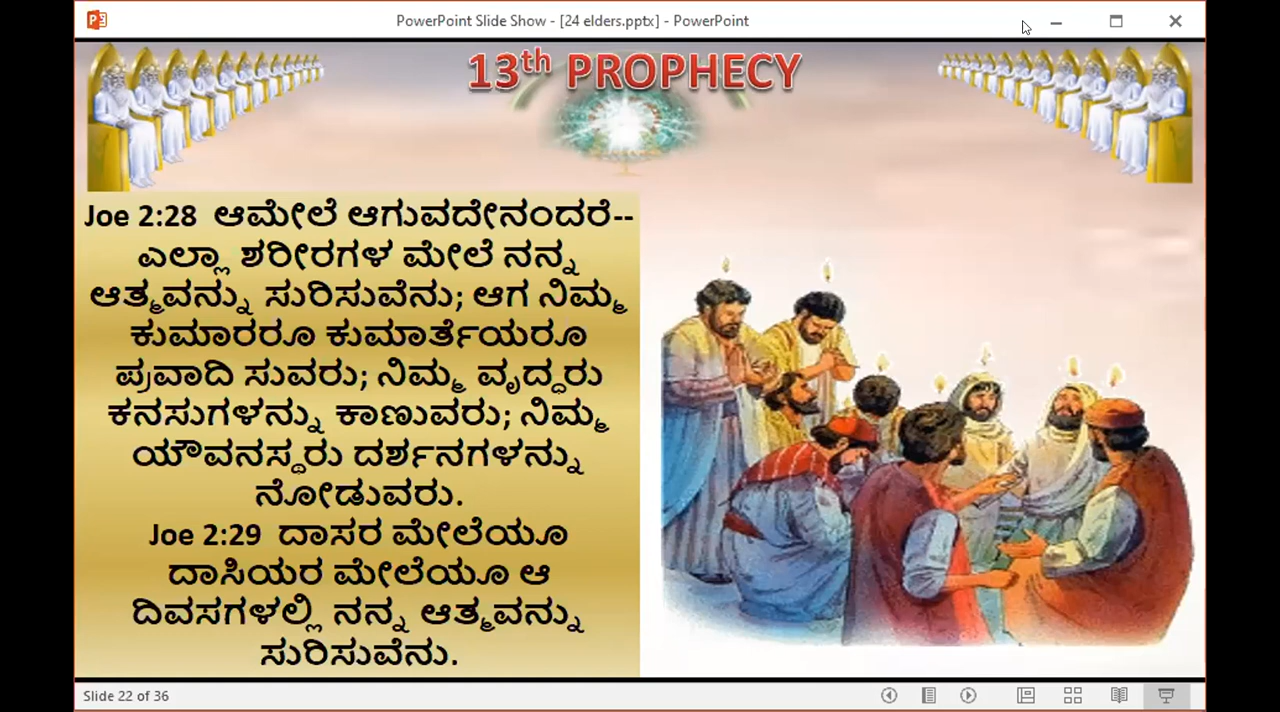 PowerPoint Slide Show - [24 elders.pptx] - PowerPoint
13th PROPHECY
Joe 2:28 ಆಮೇಲೆ ಆಗುವದೇನಂದರೆ--
ಎಲ್ಲಾ ಶರೀರಗಳ ಮೇಲೆ ನನ್ನ
ಆತ್ಮವನ್ನು ಸುರಿಸುವೆನು; ಆಗ ನಿಮ್ಮ
ಕುಮಾರರೂ ಕುಮಾರ್ತೆಯರೂ
ಪ್ರವಾದಿ ಸುವರು; ನಿಮ್ಮ ವೃದ್ಧರು
ಕನಸುಗಳನ್ನು ಕಾಣುವರು; ನಿಮ್ಮ
ಯೌವನಸ್ಥರು ದರ್ಶನಗಳನ್ನು
ನೋಡುವರು.
Joe 2:29 ದಾಸರ ಮೇಲೆಯೂ
ದಾಸಿಯರ ಮೇಲೆಯೂ ಆ
ದಿವಸಗಳಲ್ಲಿ ನನ್ನ ಆತ್ಮವನ್ನು
ಸುರಿಸುವೆನು.
Slide 22 of 36